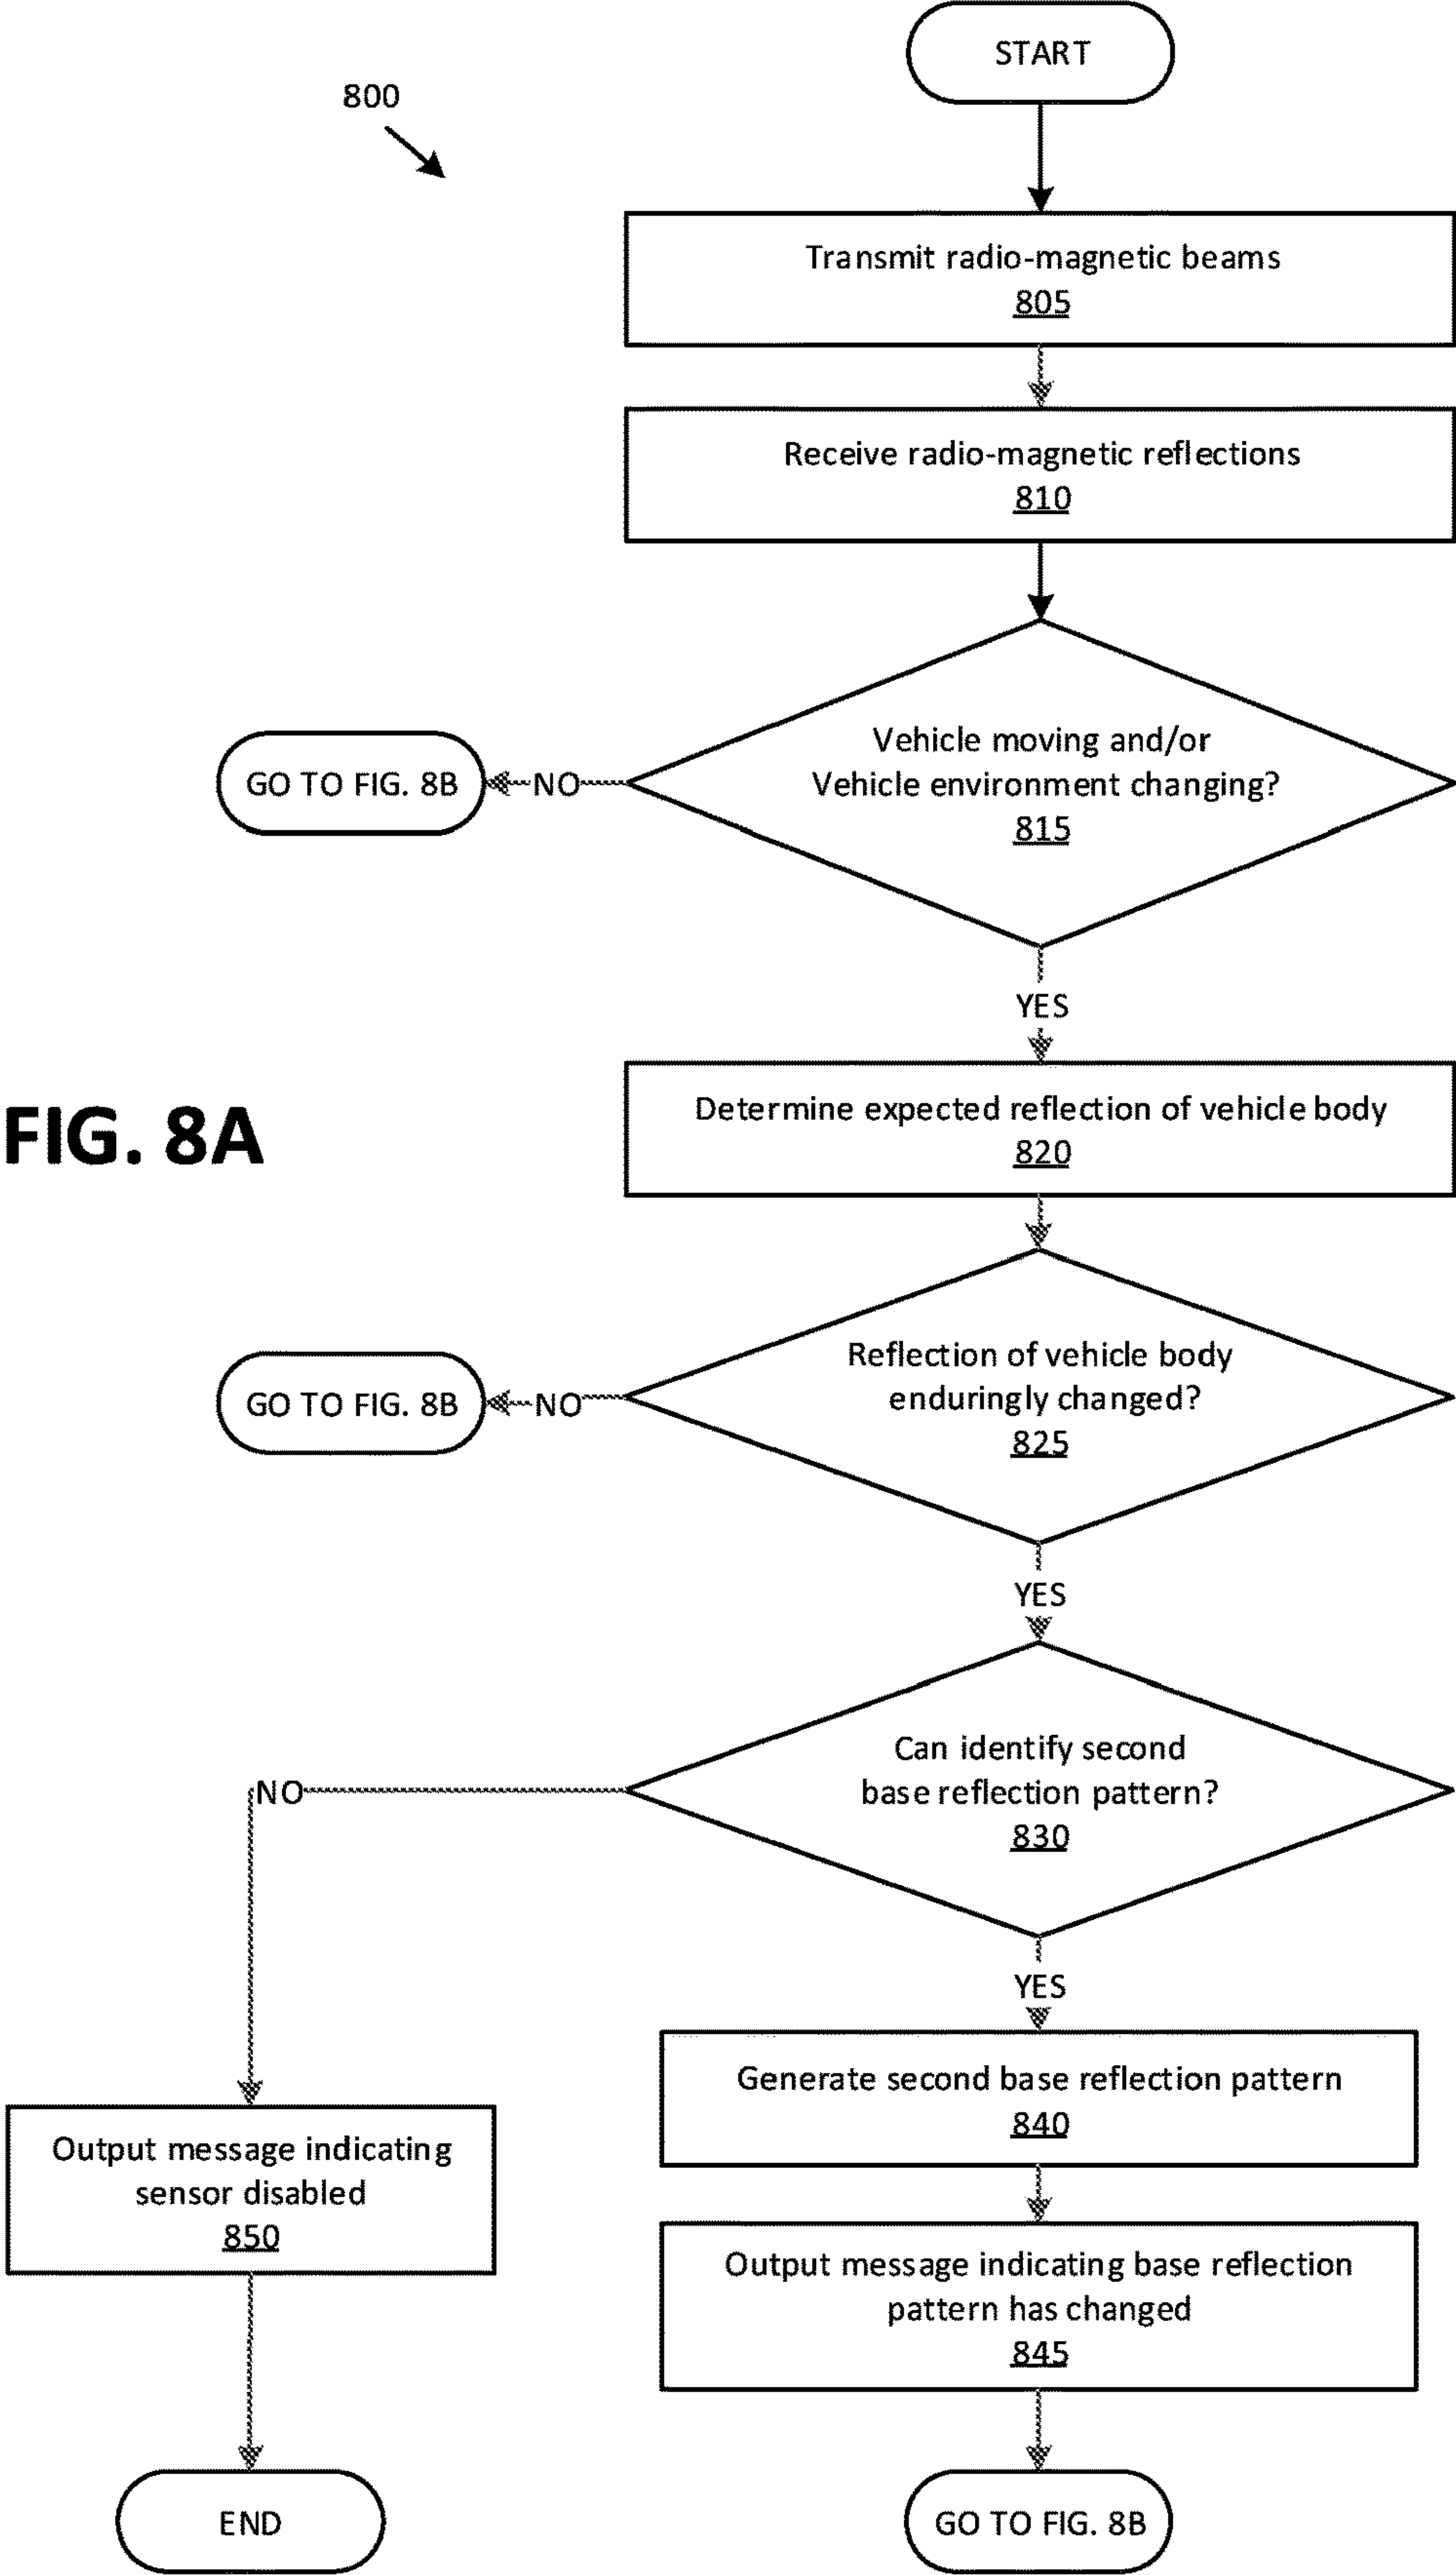 START
800
Transmit radio-magnetic beams
805
Receive radio-magnetic reflections
810
Vehicle moving and/or
Vehicle environment changing?
815
NO
GO TO FIG. 8B
YES
Determine expected reflection of vehicle body
820
FIG. 8A
Reflection of vehicle body
enduringly changed?
825
NO
GO TO FIG. 8B
YES
Can identify second
base reflection pattern?
830
NO
YES
Generate second base reflection pattern
840
Output message indicating
sensor disabled
850
Output message indicating base reflection
pattern has changed
845
END
GO TO FIG. 8B